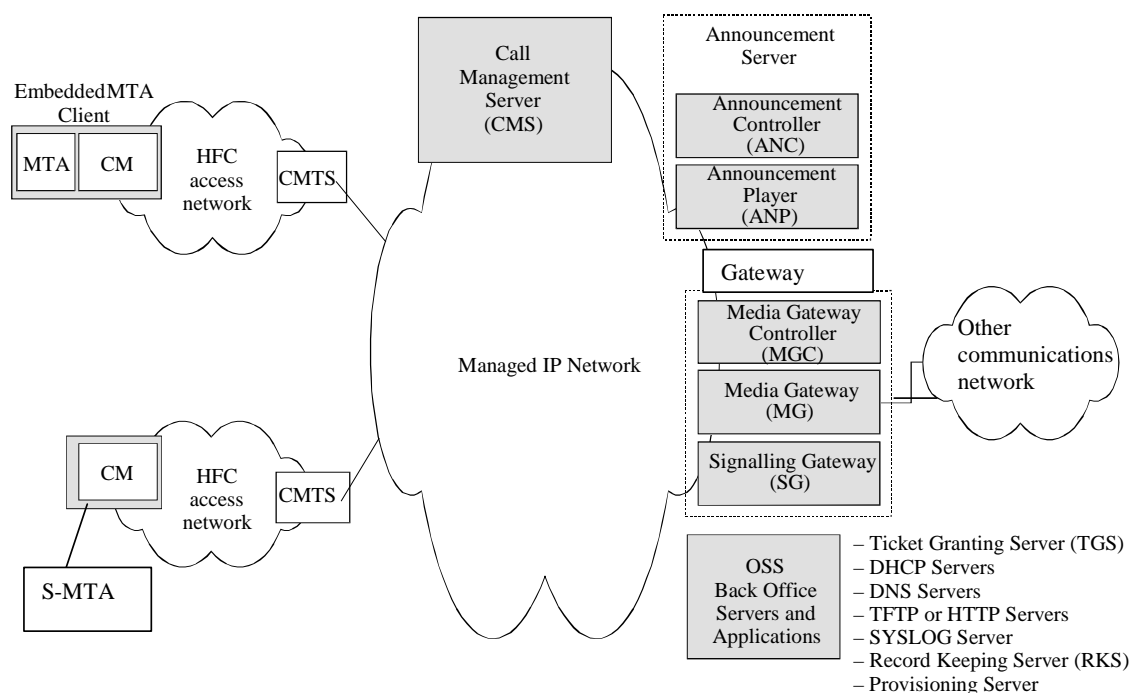 Embedded MTA
Client
MTA
CM
HFC
access
network
CMTS
Call
Management
Server
(CMS)
Announcement
Server
Announcement
Controller
(ANC)
Announcement
Player
(ANP)
Gateway
Media Gateway
Controller
(MGC)
Media Gateway
(MG)
Signalling Gateway
(SG)
Other
communications
network
Managed IP Network
CM
HFC
access
network
CMTS
S-MTA
OSS
Back Office
Servers and
Applications
– Ticket Granting Server (TGS)
– DHCP Servers
– DNS Servers
– TFTP or HTTP Servers
– SYSLOG Server
– Record Keeping Server (RKS)
– Provisioning Server